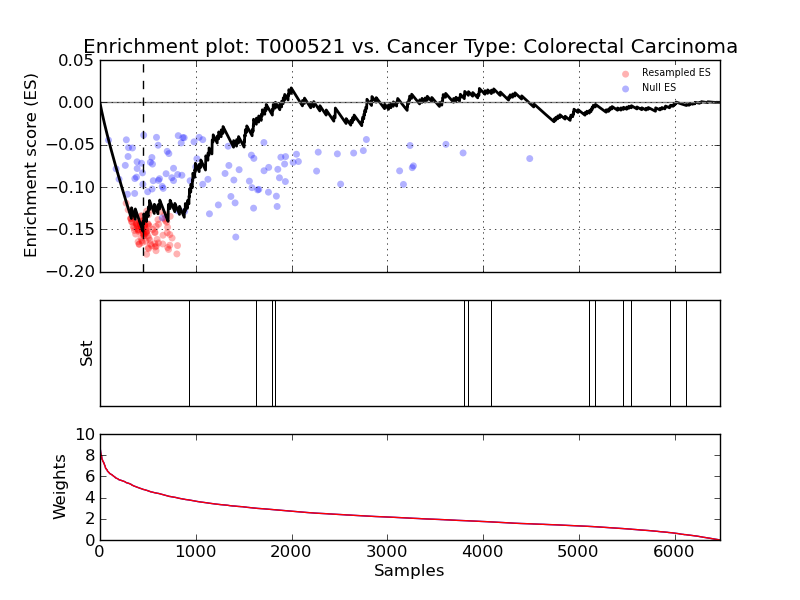 Enrichment plot: T000521 vs. Cancer Type: Colorectal Carcinoma
Enrichment score (ES)
0.05
0.00
−0.05
−0.10
−0.15
−0.20
Resampled ES
Null ES
Set
Weights
10
8
6
4
2
0
0 1000 2000 3000 4000 5000 6000
Samples